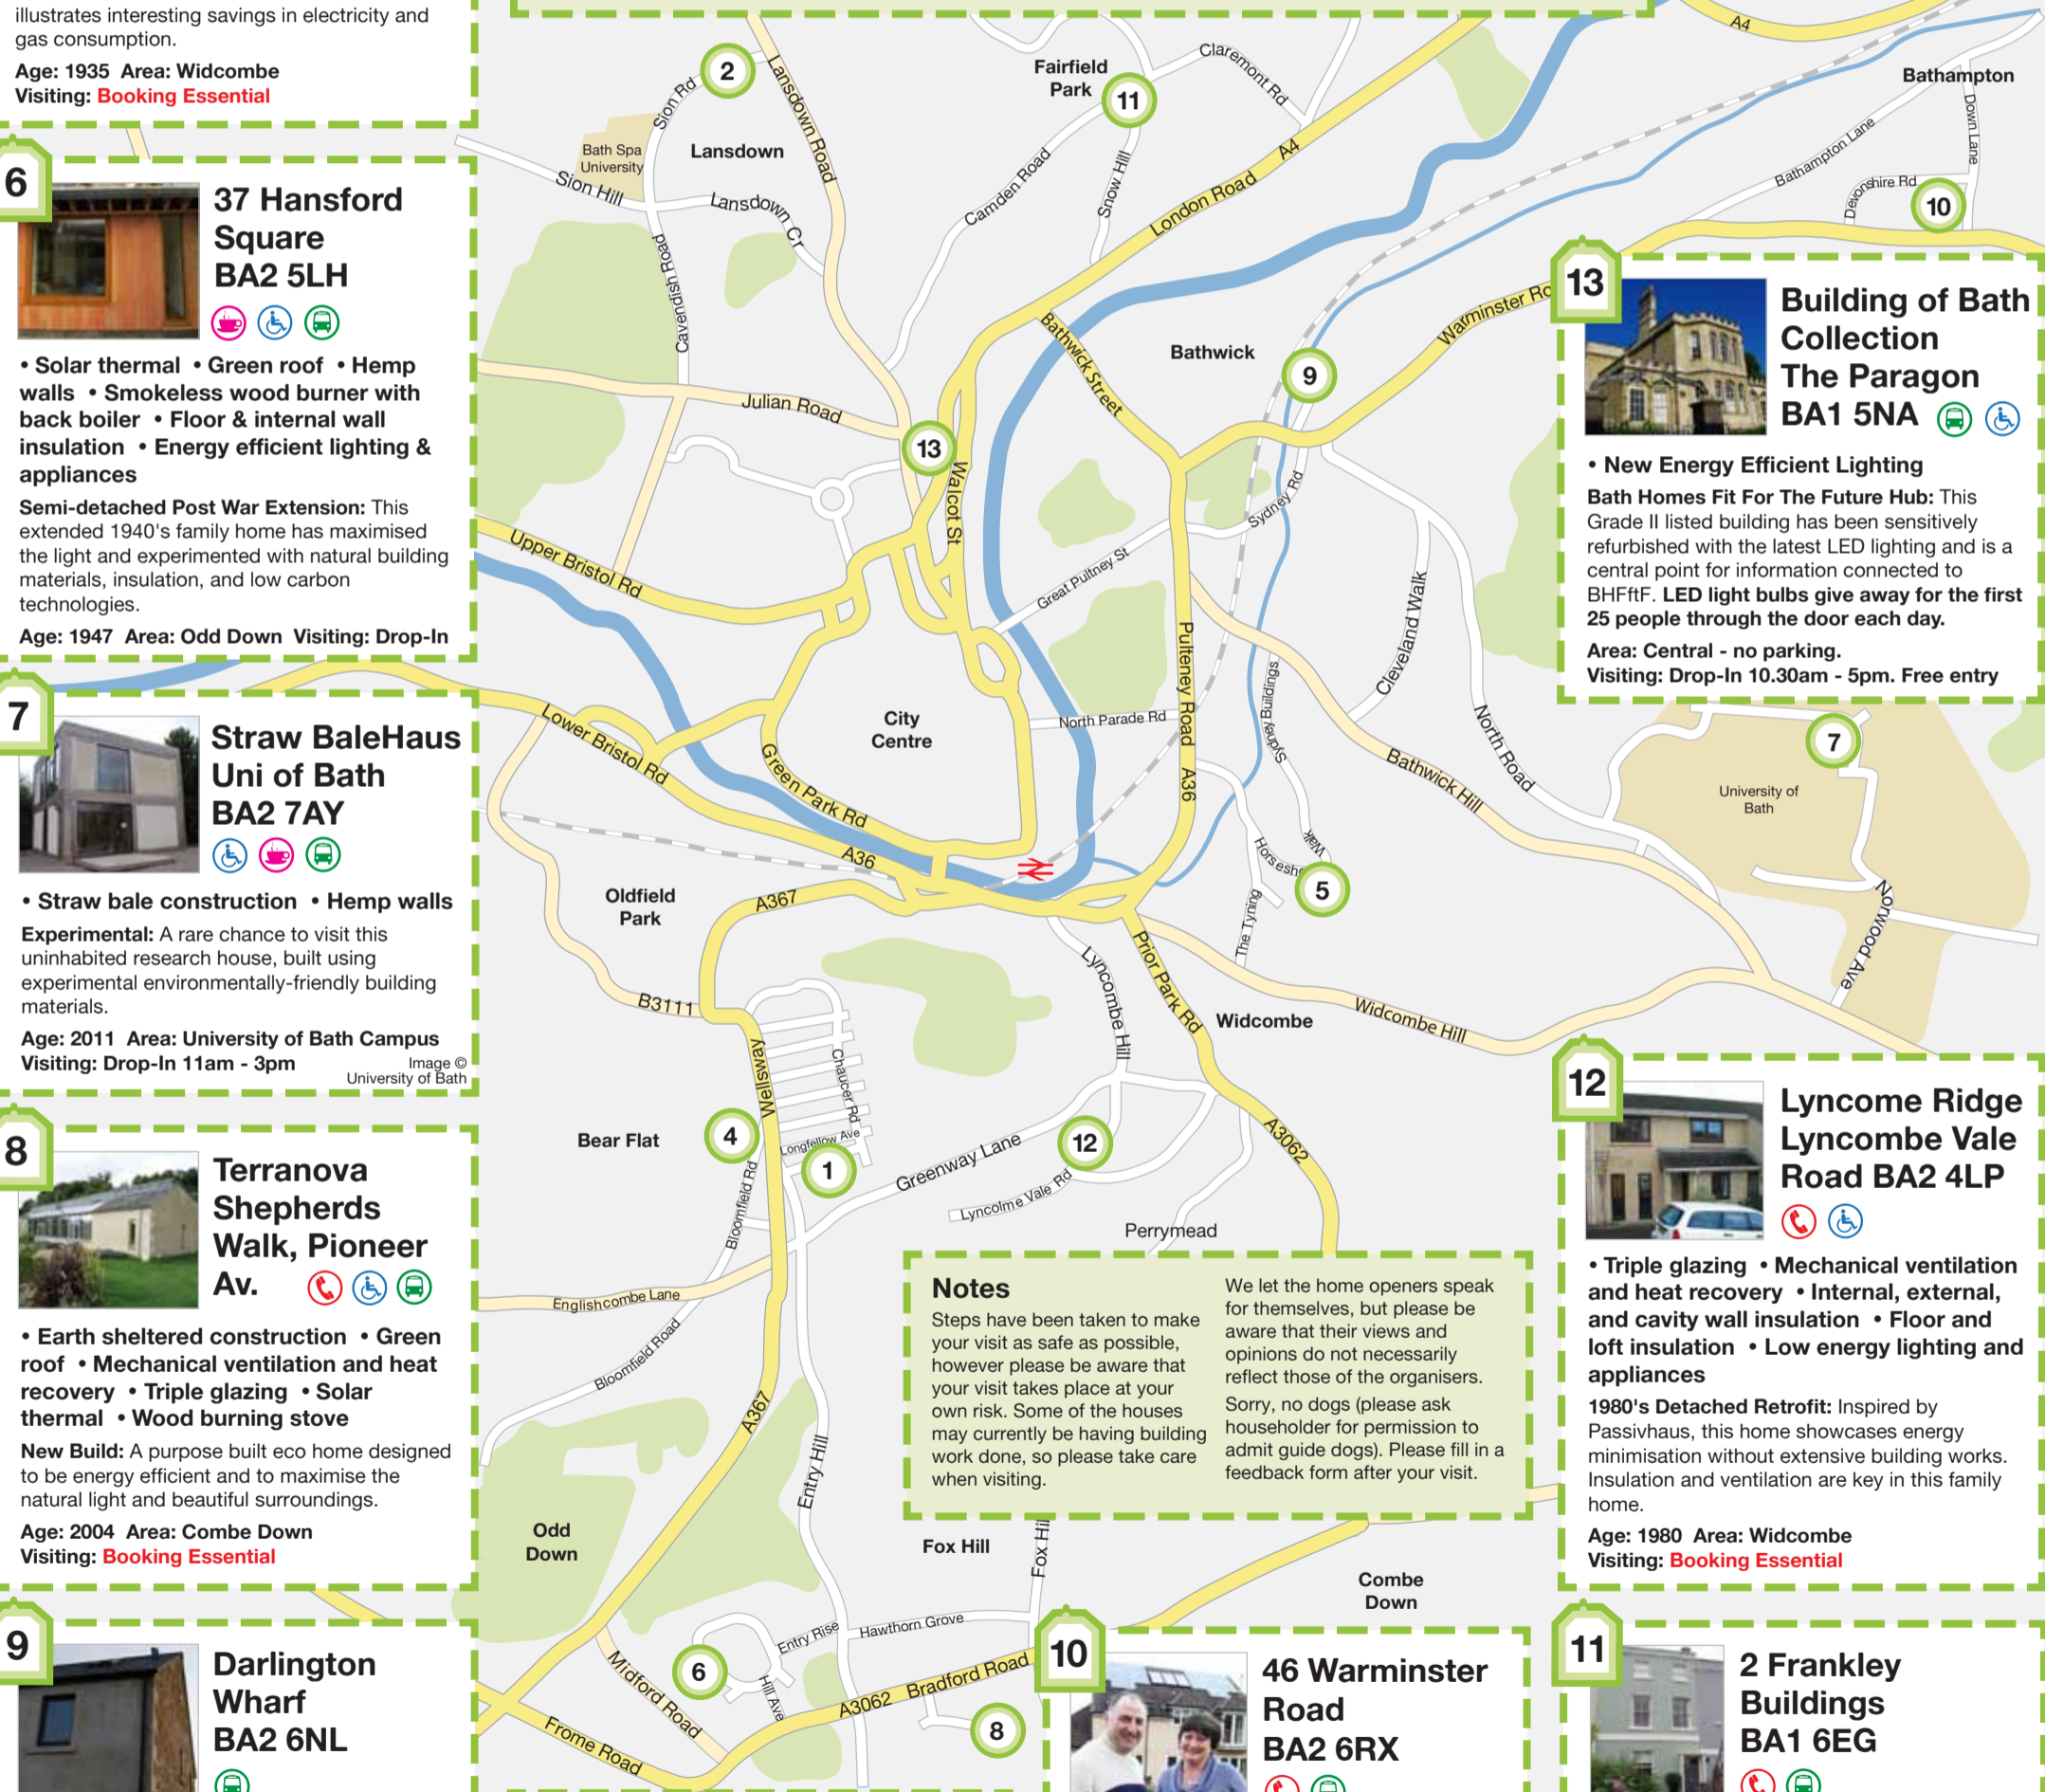 illustrates interesting savings in electricity and
gas consumption.
Age: 1935 Area: Widcombe
Visiting: Booking Essential
6
37 Hansford
Square
BA2 5LH
• Solar thermal • Green roof • Hemp
walls • Smokeless wood burner with
back boiler • Floor & internal wall
insulation • Energy efficient lighting &
appliances
Semi-detached Post War Extension: This
extended 1940's family home has maximised
the light and experimented with natural building
materials, insulation, and low carbon
technologies.
Age: 1947 Area: Odd Down Visiting: Drop-In
7
Straw BaleHaus
Uni of Bath
BA2 7AY
• Straw bale construction • Hemp walls
Experimental: A rare chance to visit this
uninhabited research house, built using
experimental environmentally-friendly building
materials.
Age: 2011 Area: University of Bath Campus
Visiting: Drop-In 11am - 3pm
Image ©
University of Bath
8
Terranova
Shepherds
Walk, Pioneer
Av.
• Earth sheltered construction • Green
roof • Mechanical ventilation and heat
recovery • Triple glazing • Solar
thermal • Wood burning stove
New Build: A purpose built eco home designed
to be energy efficient and to maximise the
natural light and beautiful surroundings.
Age: 2004 Area: Combe Down
Visiting: Booking Essential
9
Darlington
Wharf
BA2 6NL
2
Sion Rd
Lansdown Road
Bath Spa
University
Lansdown
Sion Hill
Lansdown Cr
Cavendish Road
Fairfield
Park
11
Claremont Rd
Camden Road
Snow Hill
London Road
A4
A4
Bathampton
Down Lane
Bathampton Lane
Devonshire Rd
10
Warminster Ro
Bathwick Street
Bathwick
9
Julian Road
13
Walcot St
Upper Bristol Rd
Great Pultney St
Sydney Rd
Cleveland Walk
Pulteney Road
A36
Sydney Buildings
North Parade Rd
City
Centre
Lower Bristol Rd
Green Park Rd
A36
North Road
Bathwick Hill
7
University of
Bath
Norwood Ave
Horsesh
Walk
5
The Tyning
Oldfield
Park
A367
B3111
Lyncombe Hill
Prior Park Rd
Widcombe
Widcombe Hill
Wellsway
Chaucer Rd
Bear Flat
4
Longfellow Ave
1
Bloomfield Rd
Greenway Lane
12
Lyncolme Vale Rd
A3062
Perrymead
Englishcombe Lane
Bloomfield Road
A367
Entry Hill
Odd
Down
Fox Hill
Fox Hil
Combe
Down
Entry Rise
Hawthorn Grove
6
Hill Ave
Midford Road
A3062 Bradford Road
8
Frome Road
Notes
Steps have been taken to make
your visit as safe as possible,
however please be aware that
your visit takes place at your
own risk. Some of the houses
may currently be having building
work done, so please take care
when visiting.
We let the home openers speak
for themselves, but please be
aware that their views and
opinions do not necessarily
reflect those of the organisers.
Sorry, no dogs (please ask
householder for permission to
admit guide dogs). Please fill in a
feedback form after your visit.
13
Building of Bath
Collection
The Paragon
BA1 5NA
• New Energy Efficient Lighting
Bath Homes Fit For The Future Hub: This
Grade II listed building has been sensitively
refurbished with the latest LED lighting and is a
central point for information connected to
BHFftF. LED light bulbs give away for the first
25 people through the door each day.
Area: Central - no parking.
Visiting: Drop-In 10.30am - 5pm. Free entry
12
Lyncome Ridge
Lyncombe Vale
Road BA2 4LP
• Triple glazing • Mechanical ventilation
and heat recovery • Internal, external,
and cavity wall insulation • Floor and
loft insulation • Low energy lighting and
appliances
1980's Detached Retrofit: Inspired by
Passivhaus, this home showcases energy
minimisation without extensive building works.
Insulation and ventilation are key in this family
home.
Age: 1980 Area: Widcombe
Visiting: Booking Essential
10
46 Warminster
Road
BA2 6RX
11
2 Frankley
Buildings
BA1 6EG